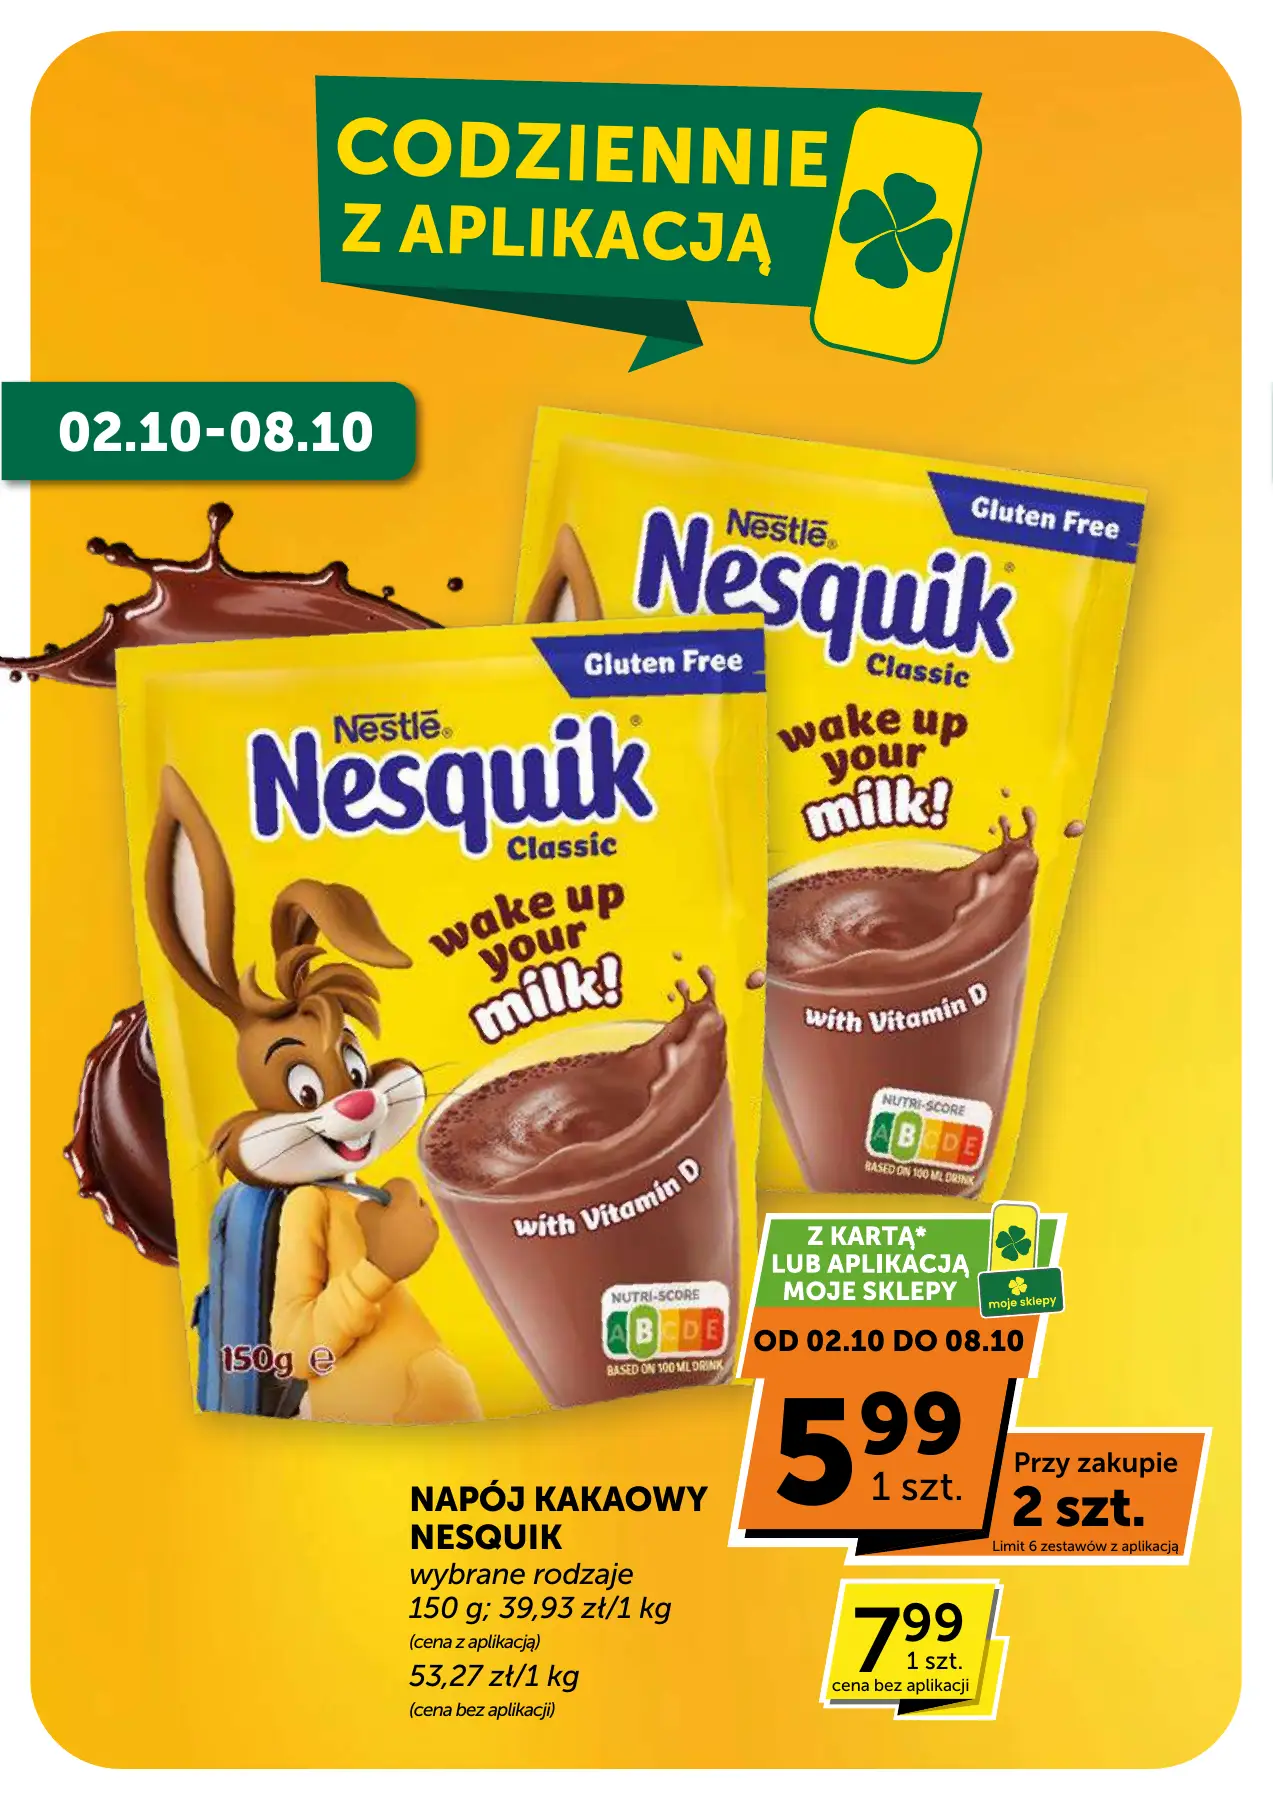 CODZIENNIE
Z APLIKACJĄ
02.10-08.10
Gluten Free
Nestlē®
Nesquik®
Classic
wake up
your
milk!
with Vitamin D
NUTRI-SCORE
ABCDE
BASED ON 100 ML DRINK
Gluten Free
Nestlē®
Nesquik®
Classic
wake up
your
milk!
with Vitamin D
NUTRI-SCORE
ABCDE
BASED ON 100 ML DRINK
150g e
Z KARTĄ*
LUB APLIKACJĄ
MOJE SKLEPY
moje sklepy
OD 02.10 DO 08.10
5 99
1 szt.
Przy zakupie
2 szt.
Limit 6 zestawów z aplikacją
NAPÓJ KAKAOWY
NESQUIK
wybrane rodzaje
150 g; 39,93 zł/1 kg
(cena z aplikacją)
53,27 zł/1 kg
(cena bez aplikacji)
7 99
1 szt.
cena bez aplikacji